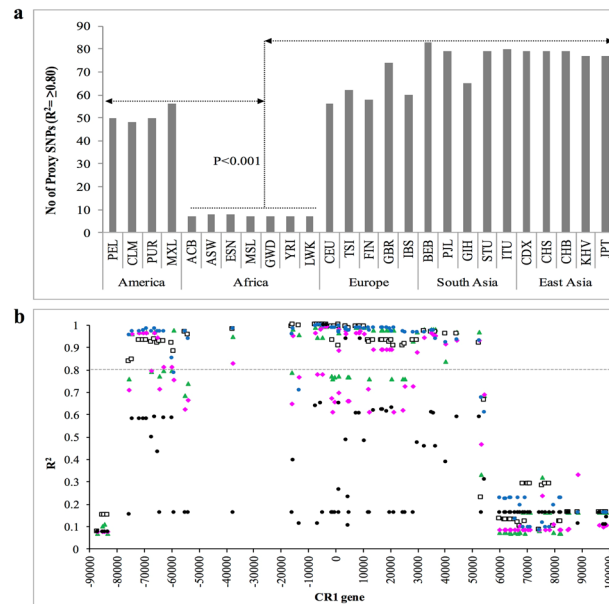 a
No of Proxy SNPs (R²= ≥0.80)
90
80
70
60
50
40
30
20
10
0
P<0.001
PEL CLM PUR MXL ACB ASW ESN MSL GWD YRI LWK CEU TSI FIN GBR IBS BEB PJL GIH STU ITU CDX CHS CHB KHV JPT
America Africa Europe South Asia East Asia
b
R²
1
0.9
0.8
0.7
0.6
0.5
0.4
0.3
0.2
0.1
0
-90000 -80000 -70000 -60000 -50000 -40000 -30000 -20000 -10000 0 10000 20000 30000 40000 50000 60000 70000 80000 90000 100000
CR1 gene